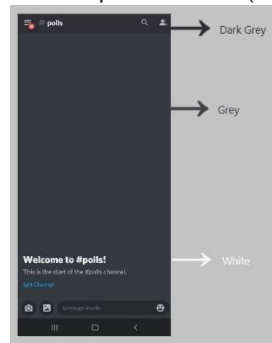 # polls
Dark Grey
Grey
Welcome to #polls!
This is the start of the #polls channel.
White
Edit Channel
Message #polls